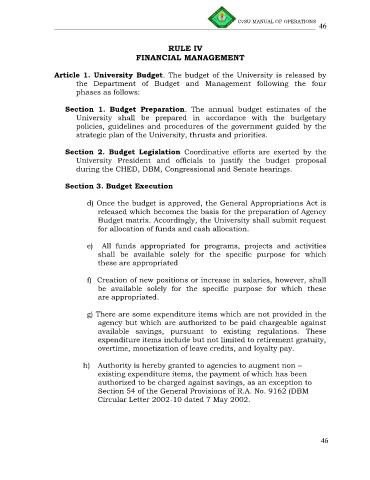 CvSU MANUAL OF OPERATIONS
46
RULE IV
FINANCIAL MANAGEMENT
Article 1. University Budget. The budget of the University is released by
the Department of Budget and Management following the four
phases as follows:
Section 1. Budget Preparation. The annual budget estimates of the
University shall be prepared in accordance with the budgetary
policies, guidelines and procedures of the government guided by the
strategic plan of the University, thrusts and priorities.
Section 2. Budget Legislation Coordinative efforts are exerted by the
University President and officials to justify the budget proposal
during the CHED, DBM, Congressional and Senate hearings.
Section 3. Budget Execution
d) Once the budget is approved, the General Appropriations Act is
released which becomes the basis for the preparation of Agency
Budget matrix. Accordingly, the University shall submit request
for allocation of funds and cash allocation.
e) All funds appropriated for programs, projects and activities
shall be available solely for the specific purpose for which
these are appropriated
f) Creation of new positions or increase in salaries, however, shall
be available solely for the specific purpose for which these
are appropriated.
g) There are some expenditure items which are not provided in the
agency but which are authorized to be paid chargeable against
available savings, pursuant to existing regulations. These
expenditure items include but not limited to retirement gratuity,
overtime, monetization of leave credits, and loyalty pay.
h) Authority is hereby granted to agencies to augment non –
existing expenditure items, the payment of which has been
authorized to be charged against savings, as an exception to
Section 54 of the General Provisions of R.A. No. 9162 (DBM
Circular Letter 2002-10 dated 7 May 2002.
46